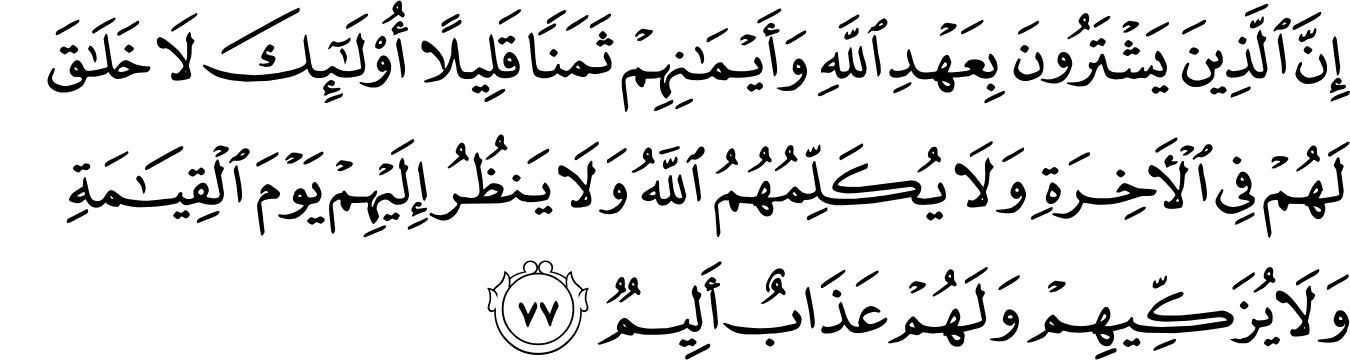 إِنَّ ٱلَّذِينَ يَشْتَرُونَ بِعَهْدِ ٱللَّهِ وَأَيْمَٰنِهِمْ ثَمَنًا قَلِيلًا أُو۟لَٰٓئِكَ لَا خَلَٰقَ
لَهُمْ فِى ٱلْأَخِرَةِ وَلَا يُكَلِّمُهُمُ ٱللَّهُ وَلَا يَنظُرُ إِلَيْهِمْ يَوْمَ ٱلْقِيَٰمَةِ
وَلَا يُزَكِّيهِمْ وَلَهُمْ عَذَابٌ أَلِيمٌ ٧٧